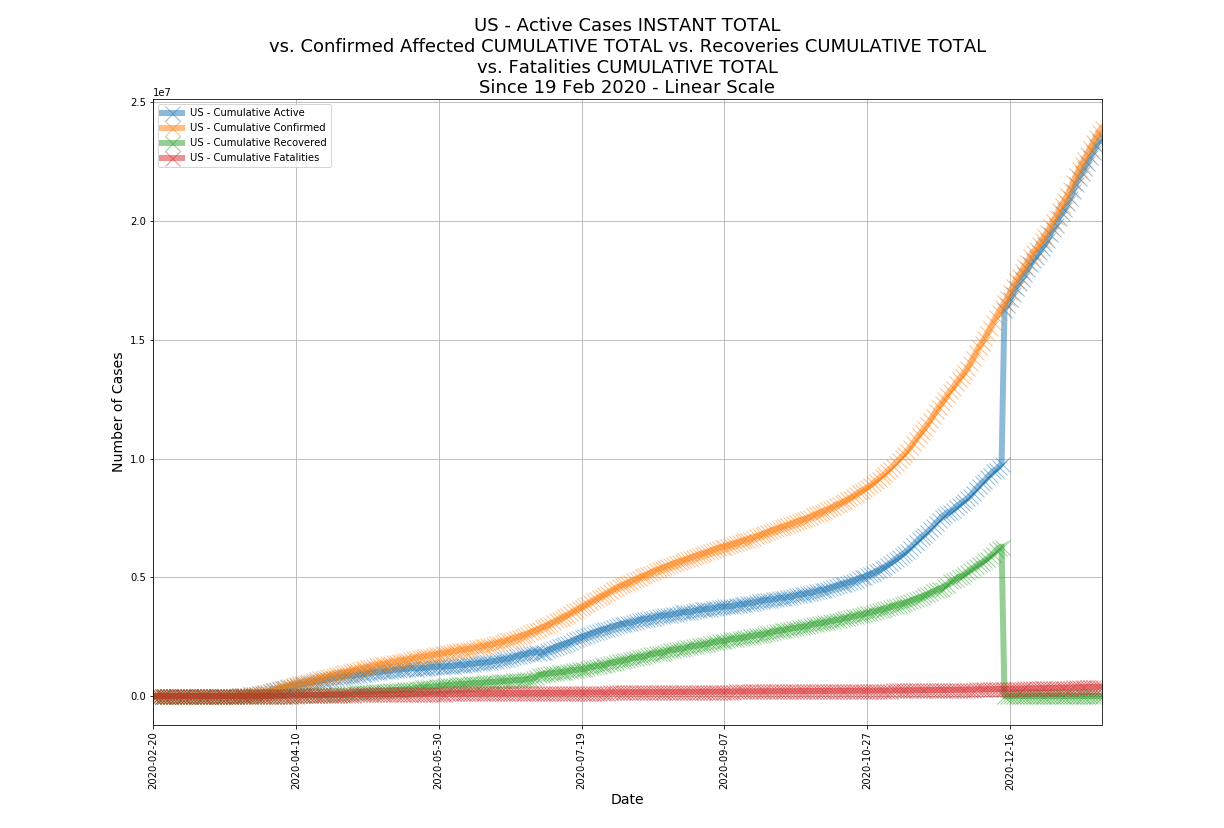 US - Active Cases INSTANT TOTAL
vs. Confirmed Affected CUMULATIVE TOTAL vs. Recoveries CUMULATIVE TOTAL
vs. Fatalities CUMULATIVE TOTAL
Since 19 Feb 2020 - Linear Scale
1e7
US - Cumulative Active
US - Cumulative Confirmed
US - Cumulative Recovered
US - Cumulative Fatalities
Number of Cases
2.5
2.0
1.5
1.0
0.5
0.0
2020-02-20
2020-04-10
2020-05-30
2020-07-19
2020-09-07
2020-10-27
2020-12-16
Date